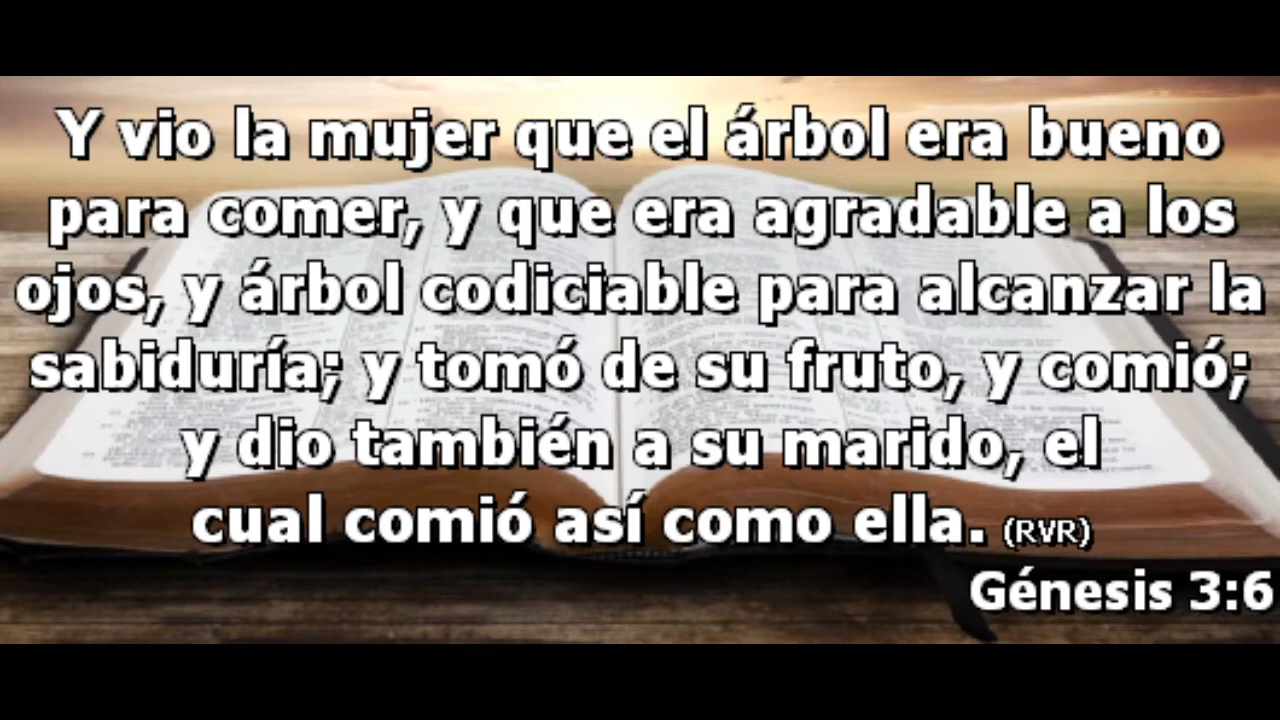 Y vio la mujer que el árbol era bueno
para comer, y que era agradable a los
ojos, y árbol codiciable para alcanzar la
sabiduría; y tomó de su fruto, y comió;
y dio también a su marido, el
cual comió así como ella. (RVR)
Génesis 3:6